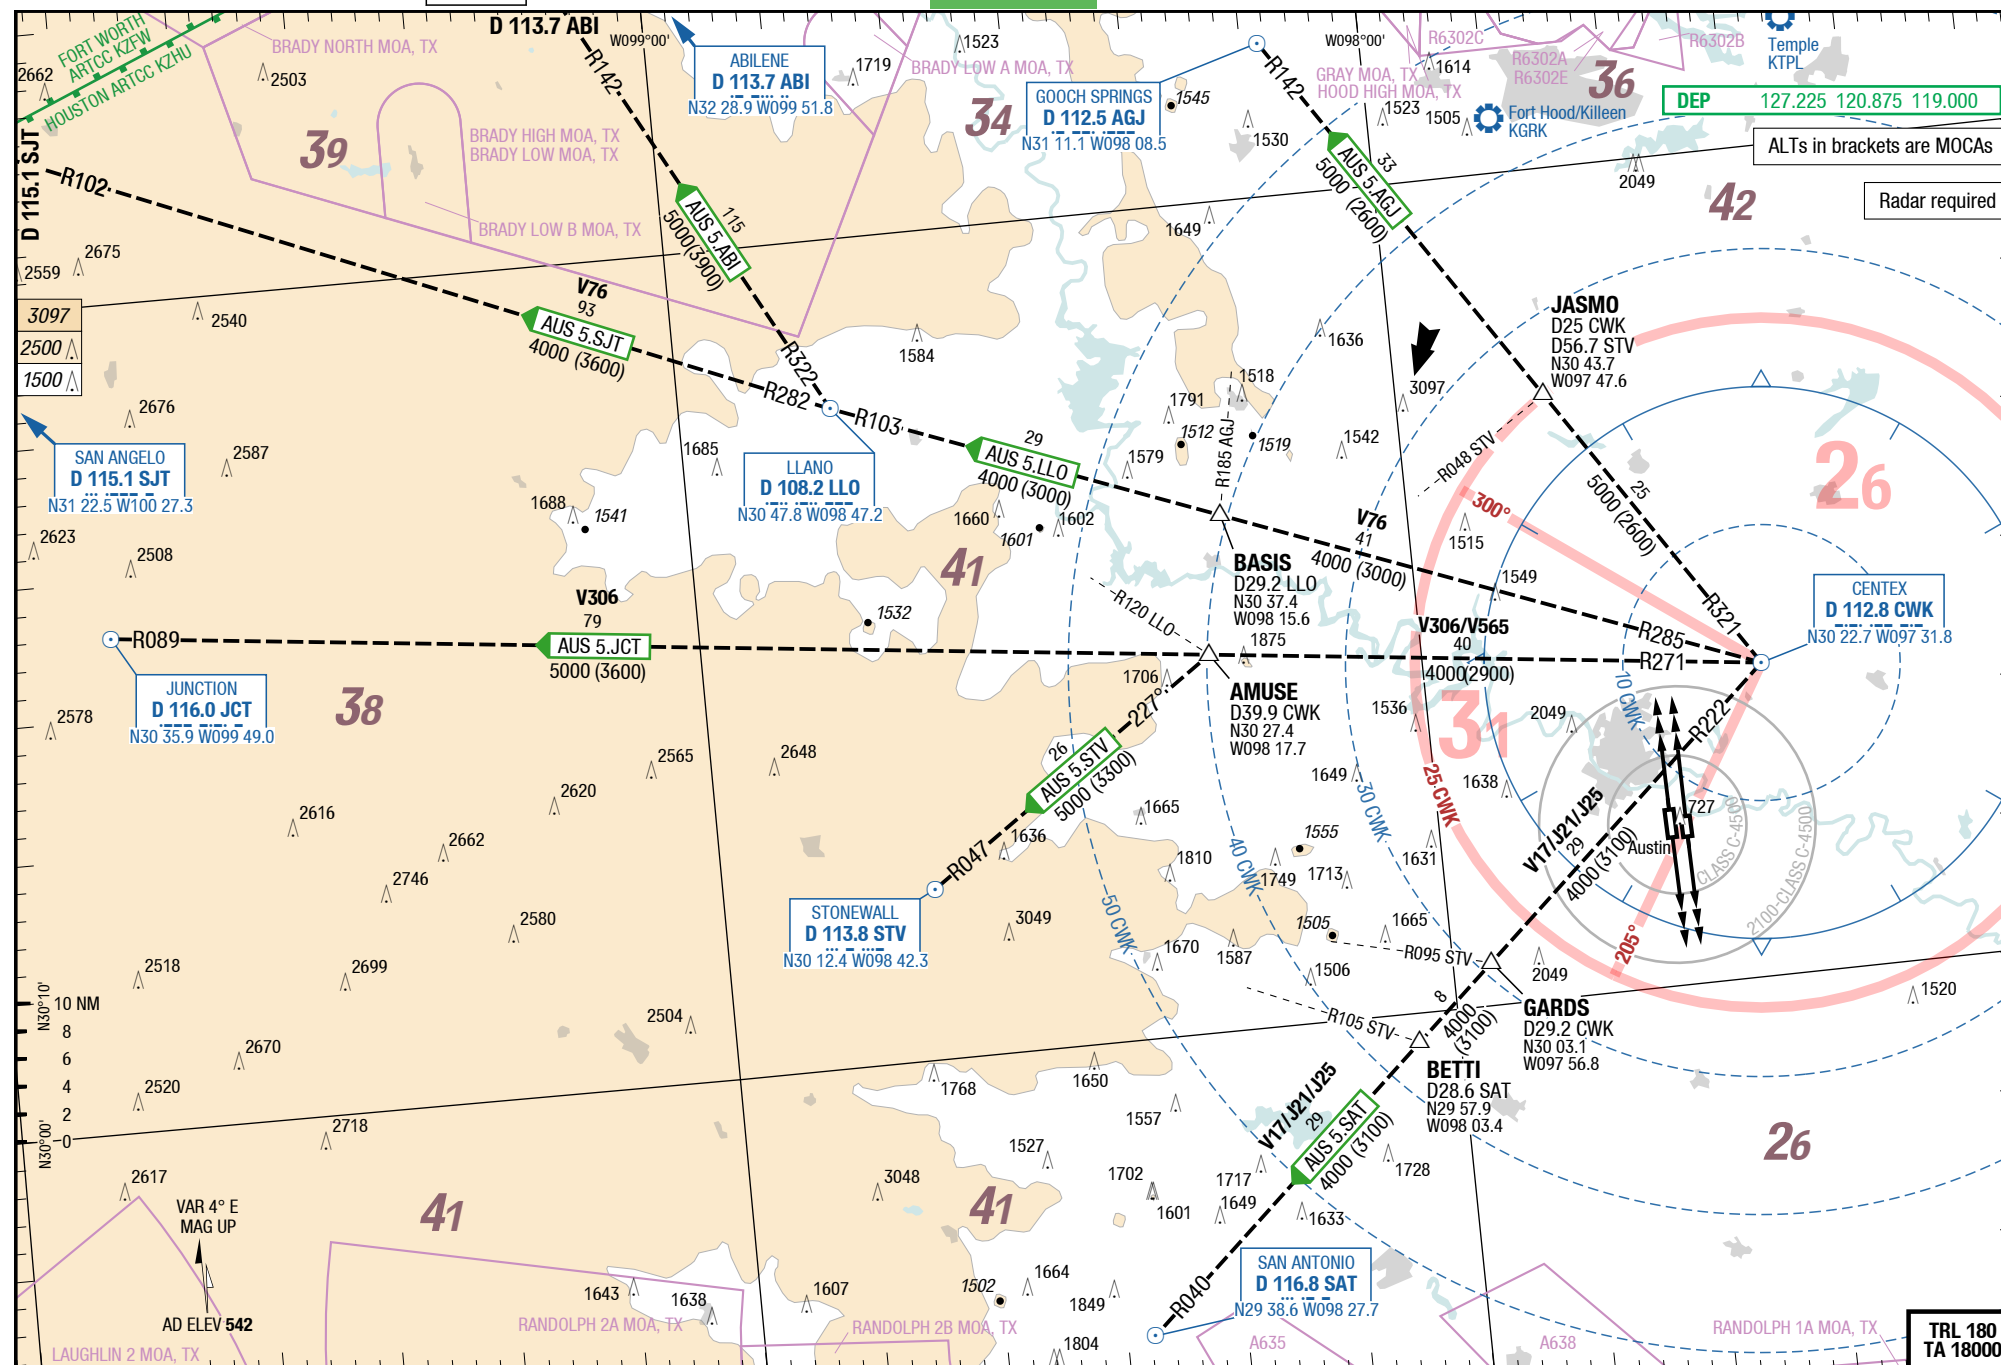 FORT WORTH
ARTCC KZFW
HOUSTON ARTCC KZHU
BRADY NORTH MOA, TX
2662
2503
39
BRADY HIGH MOA, TX
BRADY LOW MOA, TX
BRADY LOW B MOA, TX
D 113.7 ABI
R142
ABILENE
D 113.7 ABI
N32 28.9 W099 51.8
W099°00'
1719
1523
BRADY LOW A MOA, TX
34
GOOCH SPRINGS
D 112.5 AGJ
N31 11.1 W098 08.5
1545
1530
R142
W098°00'
GRAY MOA, TX
HOOD HIGH MOA, TX
R6302C
1614
R6302A
R6302E
R6302B
36
1523
1505
Fort Hood/Killeen
KGRK
Temple
KTPL
DEP 127.225 120.875 119.000
ALTs in brackets are MOCAs
Radar required
2049
42
D 115.1 SJT
R102
2675
2559
3097
2500
1500
2540
V76
93
AUS 5.SJT
4000 (3600)
115
AUS 5.ABI
5000(3900)
R322
R282
R103
1584
1649
33
AUS 5.AGJ
5000 (2600)
1636
3097
JASMO
D25 CWK
D56.7 STV
N30 43.7
W097 47.6
2676
2587
SAN ANGELO
D 115.1 SJT
N31 22.5 W100 27.3
2623
2508
1685
1688
1541
LLANO
D 108.2 LLO
N30 47.8 W098 47.2
29
AUS 5.LLO
4000 (3000)
1791
1512
1579
1518
1519
R185 AGJ
1542
R048 STV
300°
25
5000 (2600)
26
1660
1601
1602
41
BASIS
D29.2 LLO
N30 37.4
W098 15.6
V76
41
4000 (3000)
1515
1549
R321
R285
R271
CENTEX
D 112.8 CWK
N30 22.7 W097 31.8
R120 LLO
1532
V306
79
AUS 5.JCT
5000 (3600)
R089
JUNCTION
D 116.0 JCT
N30 35.9 W099 49.0
38
2578
1875
V306/V565
40
4000(2900)
AMUSE
D39.9 CWK
N30 27.4
W098 17.7
1706
227°
26
AUS 5.STV
5000 (3300)
R047
1536
31
2049
10 CWK
R222
2565
2648
2620
2616
2662
2746
2580
1649
1638
25 CWK
30 CWK
40 CWK
50 CWK
1665
1636
1810
1555
1749
1713
1631
V17/J21/J25
29
4000 (3100)
Austin
727
CLASS C-4500
2100-CLASS C-4500
STONEWALL
D 113.8 STV
N30 12.4 W098 42.3
3049
1670
1587
1505
1665
R095 STV
1506
205°
2049
1520
2518
2699
N30°10'
10 NM
8
6
4
2
0
N30°00'
2504
2670
2520
2718
2617
R105 STV
8
4000
(3100)
GARDS
D29.2 CWK
N30 03.1
W097 56.8
BETTI
D28.6 SAT
N29 57.9
W098 03.4
1768
1650
1557
1527
V17/J21/J25
29
AUS 5.SAT
4000 (3100)
1728
26
1702
1717
1601
1649
1633
3048
41
41
VAR 4° E
MAG UP
AD ELEV 542
1643
1638
1607
1502
1664
1849
1804
R040
SAN ANTONIO
D 116.8 SAT
N29 38.6 W098 27.7
LAUGHLIN 2 MOA, TX
RANDOLPH 2A MOA, TX
RANDOLPH 2B MOA, TX
A635
A638
RANDOLPH 1A MOA, TX
TRL 180
TA 18000